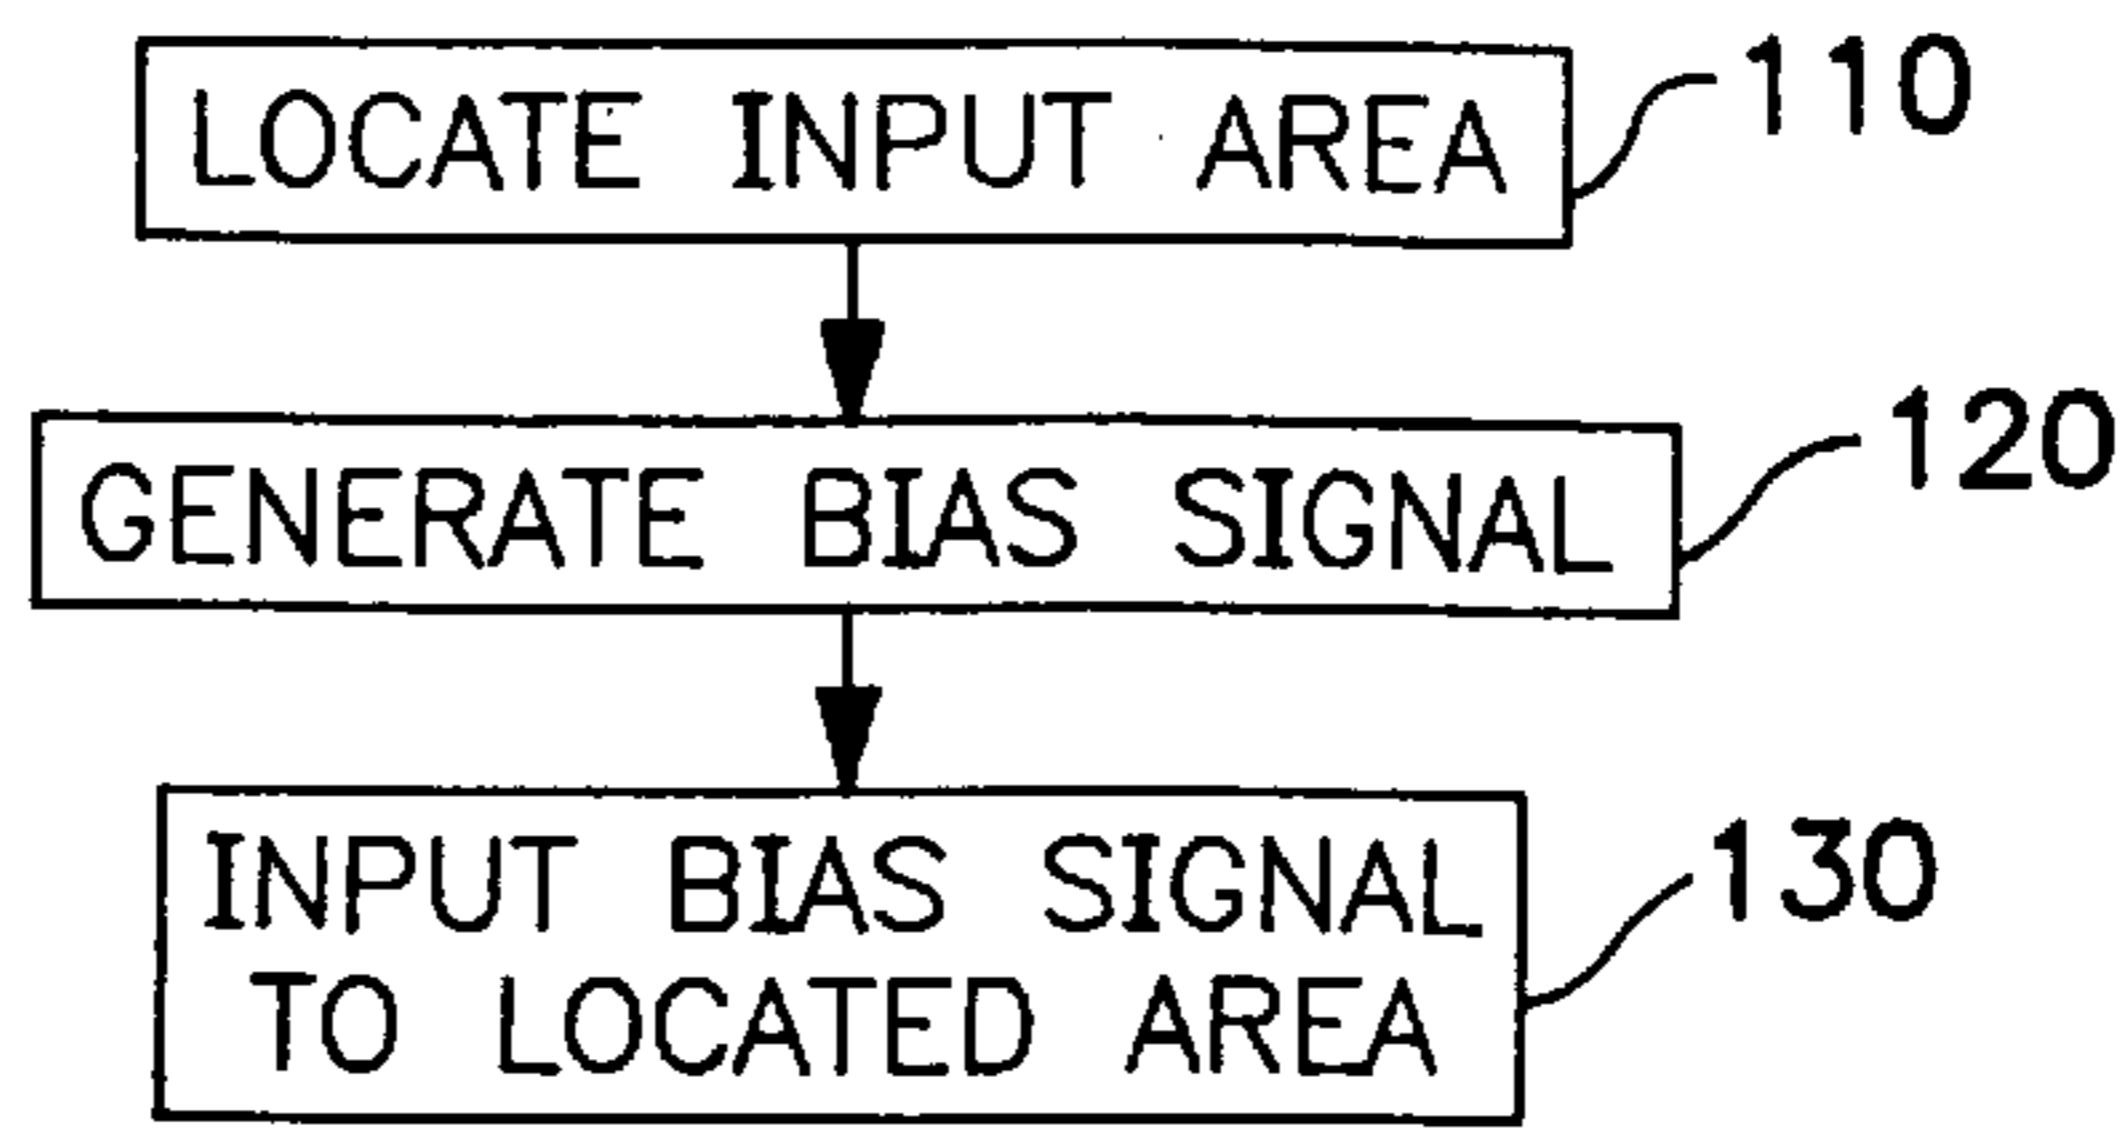 LOCATE INPUT AREA
110
GENERATE BIAS SIGNAL
120
INPUT BIAS SIGNAL
TO LOCATED AREA
130